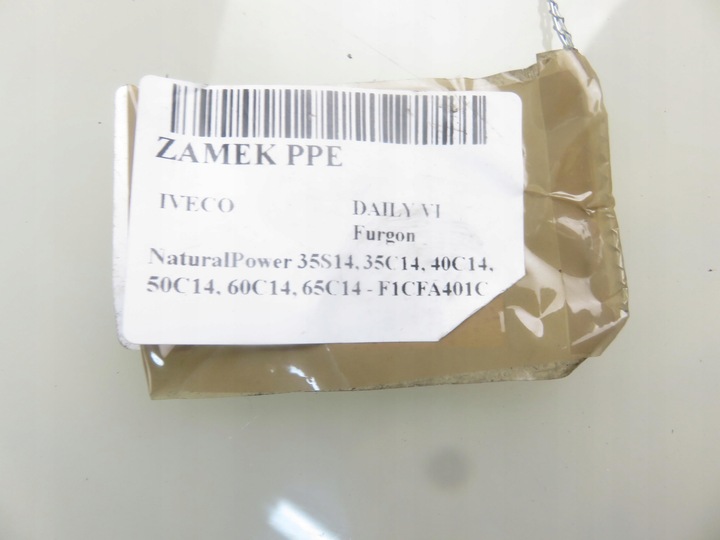 ZAMEK PPE
IVECO DAILY VI
Furgon
NaturalPower 35S14, 35C14, 40C14,
50C14, 60C14, 65C14 - F1CFA401C